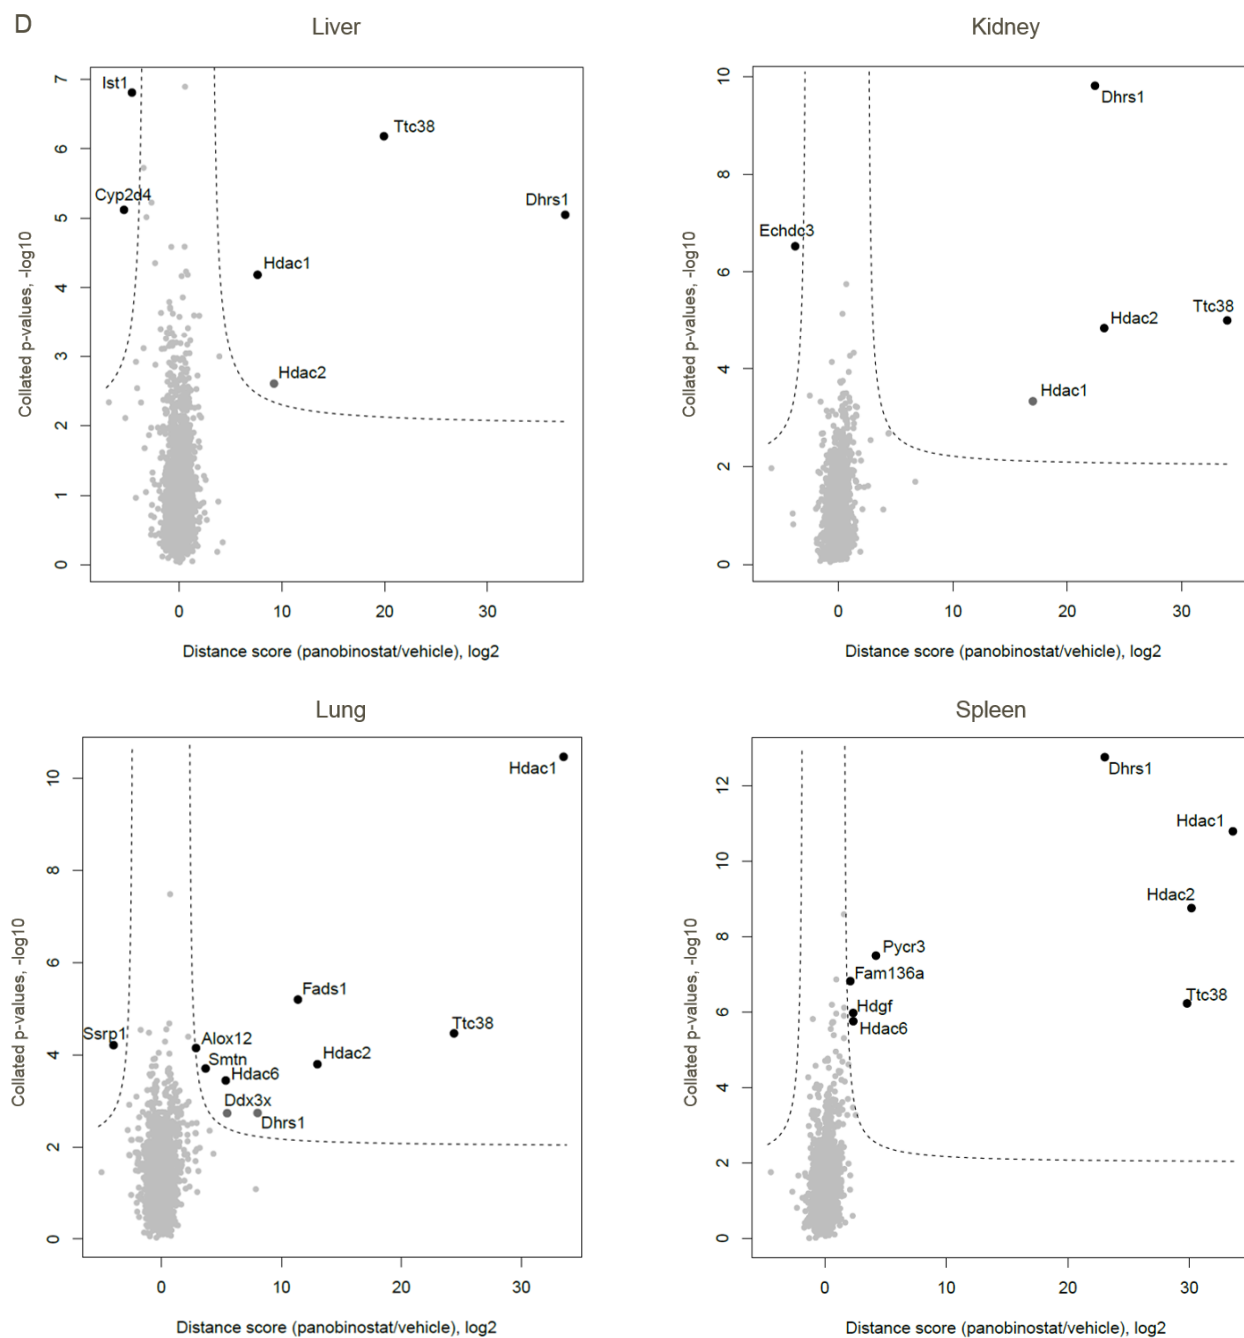 D
Liver
Kidney
Collated p-values, -log10
7
6
5
4
3
2
1
0
Ist1
Ttc38
Cyp2d4
Dhrs1
Hdac1
Hdac2
0 10 20 30
Distance score (panobinostat/vehicle), log2
Collated p-values, -log10
10
8
6
4
2
0
Dhrs1
Echdc3
Ttc38
Hdac2
Hdac1
0 10 20 30
Distance score (panobinostat/vehicle), log2
Lung
Spleen
Collated p-values, -log10
10
8
6
4
2
0
Hdac1
Fads1
Ttc38
Ssrp1
Alox12
Hdac2
Smtn
Hdac6
Ddx3x
Dhrs1
0 10 20 30
Distance score (panobinostat/vehicle), log2
Collated p-values, -log10
12
10
8
6
4
2
0
Dhrs1
Hdac1
Hdac2
Pycr3
Fam136a
Ttc38
Hdgf
Hdac6
0 10 20 30
Distance score (panobinostat/vehicle), log2